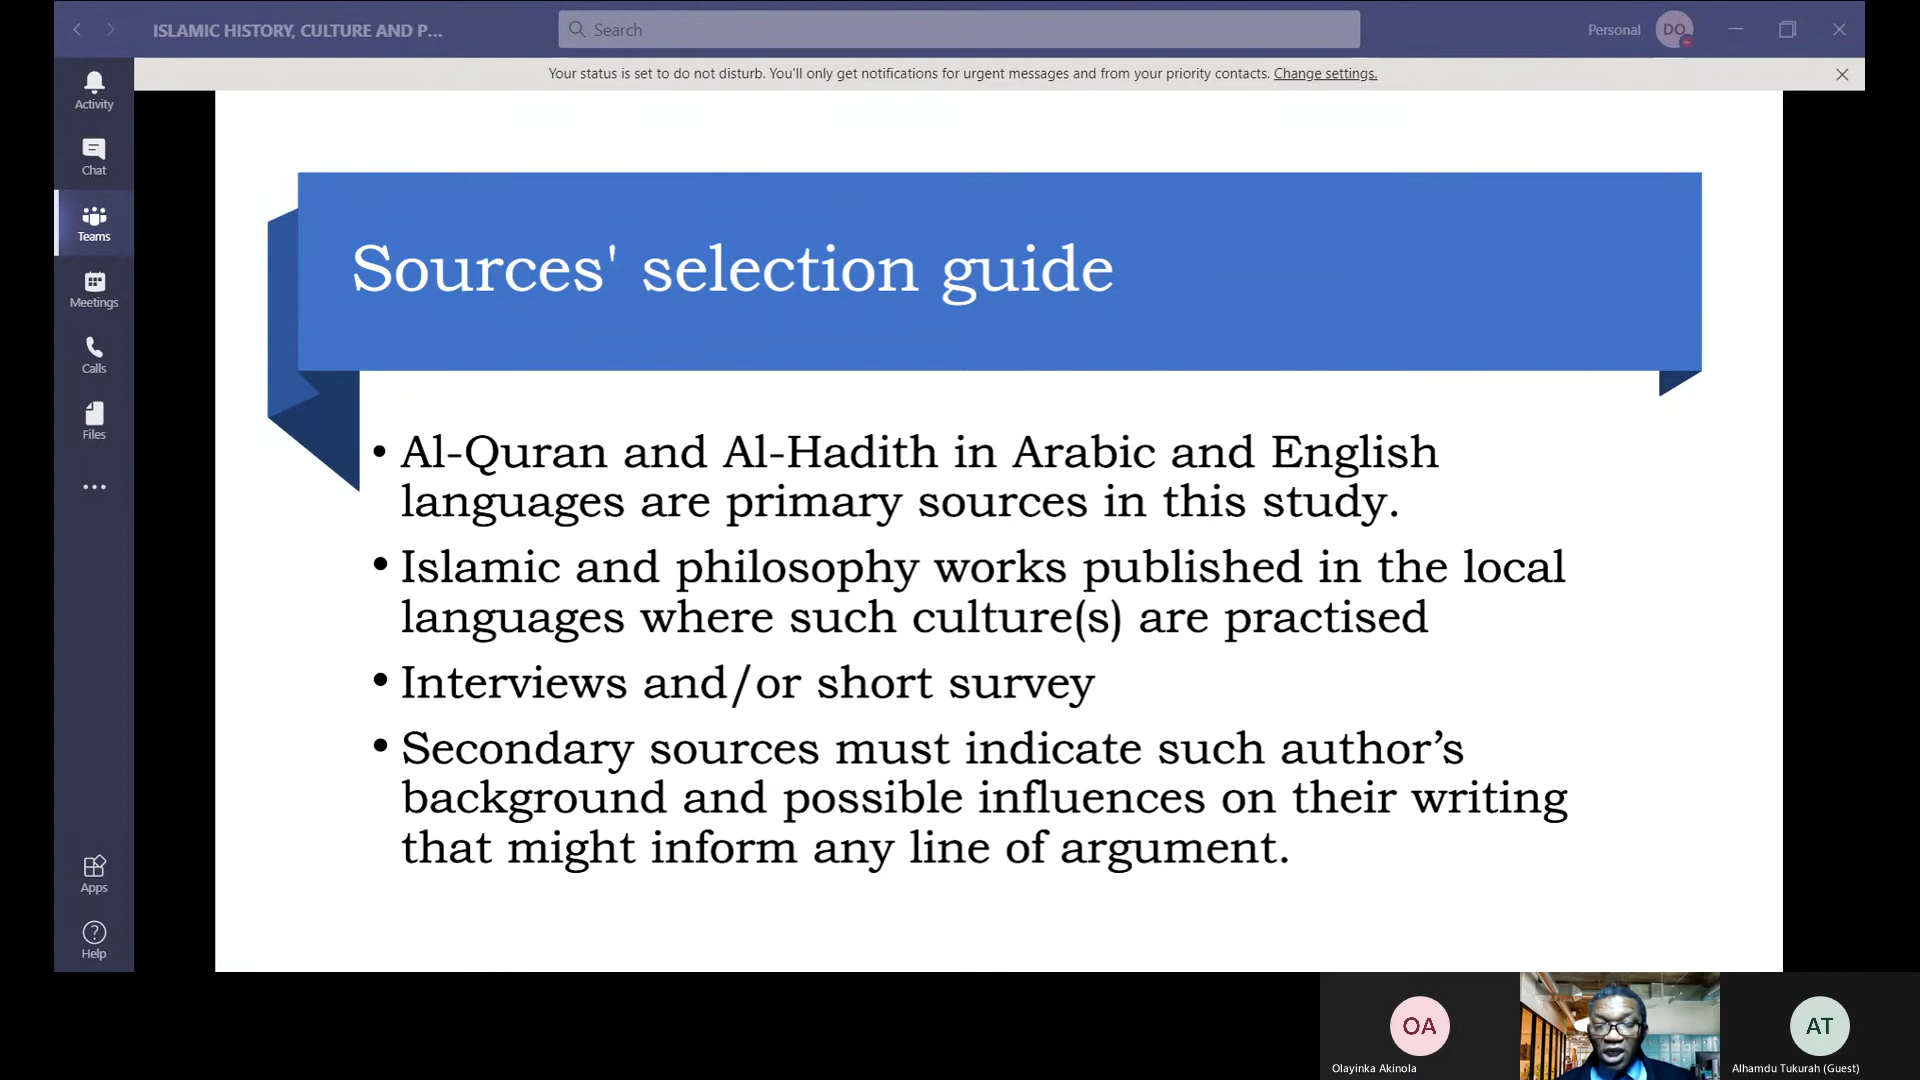 ISLAMIC HISTORY, CULTURE AND P...
Search
Personal
DO
Your status is set to do not disturb. You'll only get notifications for urgent messages and from your priority contacts. Change settings.
Activity
Chat
Teams
Meetings
Calls
Files
Apps
Help
Sources' selection guide
• Al-Quran and Al-Hadith in Arabic and English
languages are primary sources in this study.
• Islamic and philosophy works published in the local
languages where such culture(s) are practised
• Interviews and/or short survey
• Secondary sources must indicate such author’s
background and possible influences on their writing
that might inform any line of argument.
OA
Olayinka Akinola
AT
Alhamdu Tukurah (Guest)